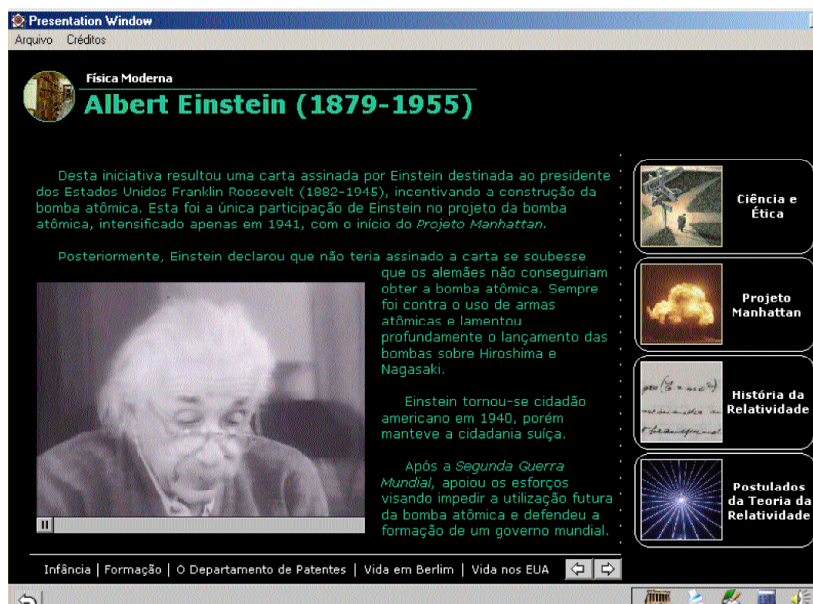 Presentation Window
Arquivo Créditos
Física Moderna
Albert Einstein (1879-1955)
Desta iniciativa resultou uma carta assinada por Einstein destinada ao presidente
dos Estados Unidos Franklin Roosevelt (1882-1945), incentivando a construção da
bomba atômica. Esta foi a única participação de Einstein no projeto da bomba
atômica, intensificado apenas em 1941, com o início do Projeto Manhattan.
Posteriormente, Einstein declarou que não teria assinado a carta se soubesse
que os alemães não conseguiriam
obter a bomba atômica. Sempre
foi contra o uso de armas
atômicas e lamentou
profundamente o lançamento das
bombas sobre Hiroshima e
Nagasaki.
Einstein tornou-se cidadão
americano em 1940, porém
manteve a cidadania suíça.
Após a Segunda Guerra
Mundial, apoiou os esforços
visando impedir a utilização futura
da bomba atômica e defendeu a
formação de um governo mundial.
Ciência e
Ética
Projeto
Manhattan
História da
Relatividade
Postulados
da Teoria da
Relatividade
Infância | Formação | O Departamento de Patentes | Vida em Berlim | Vida nos EUA